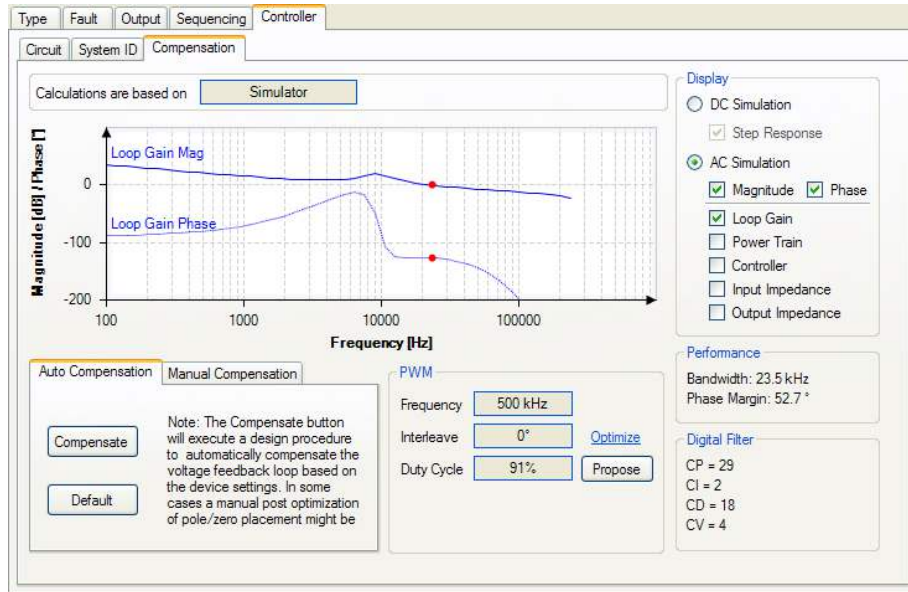 Type Fault Output Sequencing Controller
Circuit System ID Compensation
Calculations are based on Simulator
Magnitude [dB] / Phase [°]
Loop Gain Mag
Loop Gain Phase
0
-100
-200
100 1000 10000 100000
Frequency [Hz]
Display
DC Simulation
Step Response
AC Simulation
Magnitude Phase
Loop Gain
Power Train
Controller
Input Impedance
Output Impedance
Auto Compensation Manual Compensation
Compensate
Default
Note: The Compensate button
will execute a design procedure
to automatically compensate the
voltage feedback loop based on
the device settings. In some
cases a manual post optimization
of pole/zero placement might be
PWM
Frequency 500 kHz
Interleave 0° Optimize
Duty Cycle 91% Propose
Performance
Bandwidth: 23.5 kHz
Phase Margin: 52.7 °
Digital Filter
CP = 29
CI = 2
CD = 18
CV = 4